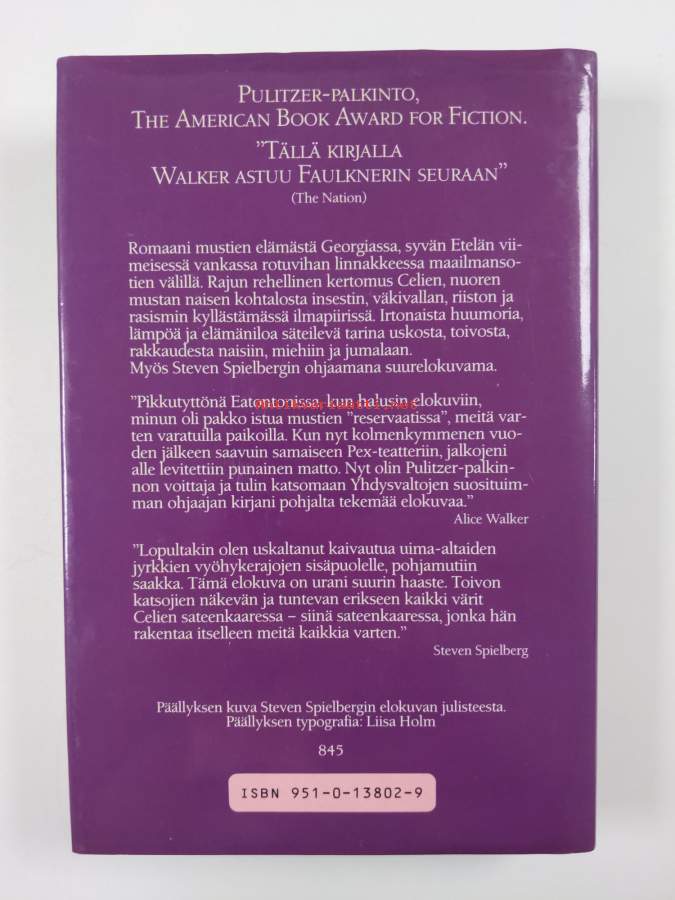 PULITZER-PALKINTO,
THE AMERICAN BOOK AWARD FOR FICTION.
”TÄLLÄ KIRJALLA
WALKER ASTUU FAULKNERIN SEURAAN”
(The Nation)
Romaani mustien elämästä Georgiassa, syvän Etelän vii-
meisessä vankassa rotuvihan linnakkeessa maailmanso-
tien välillä. Rajun rehellinen kertomus Celien, nuoren
mustan naisen kohtalosta insestin, väkivallan, riiston ja
rasismin kyllästämässä ilmapiirissä. Irtonaista huumoria,
lämpöä ja elämäniloa säteilevä tarina uskosta, toivosta,
rakkaudesta naisiin, miehiin ja jumalaan.
Myös Steven Spielbergin ohjaamana suurelokuvama.
”Pikkutyttönä Eatontonissa, kun halusin elokuviin,
minun oli pakko istua mustien ”reservaatissa”, meitä var-
ten varatuilla paikoilla. Kun nyt kolmenkymmenen vuo-
den jälkeen saavuin samaiseen Pex-teatteriin, jalkojeni
alle levitettiin punainen matto. Nyt olin Pulitzer-palkin-
non voittaja ja tulin katsomaan Yhdysvaltojen suosituim-
man ohjaajan kirjani pohjalta tekemää elokuvaa.”
Alice Walker
”Lopultakin olen uskaltanut kaivautua uima-altaiden
jyrkkien vyöhykerajojen sisäpuolelle, pohjamutiin
saakka. Tämä elokuva on urani suurin haaste. Toivon
katsojien näkevän ja tuntevan erikseen kaikki värit
Celien sateenkaaressa – siinä sateenkaaressa, jonka hän
rakentaa itselleen meitä kaikkia varten.”
Steven Spielberg
Päällyksen kuva Steven Spielbergin elokuvan julisteesta.
Päällyksen typografia: Liisa Holm
845
ISBN 951-0-13802-9